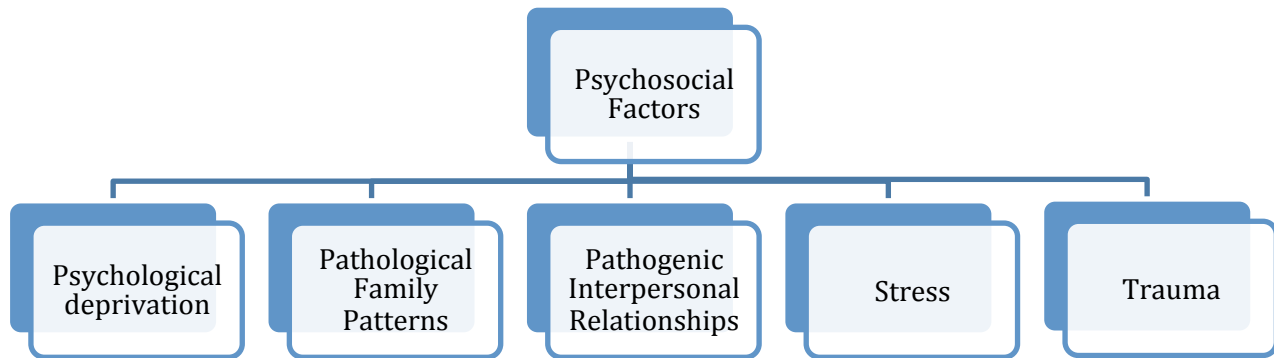 Psychosocial
Factors
Psychological
deprivation
Pathological
Family
Patterns
Pathogenic
Interpersonal
Relationships
Stress
Trauma